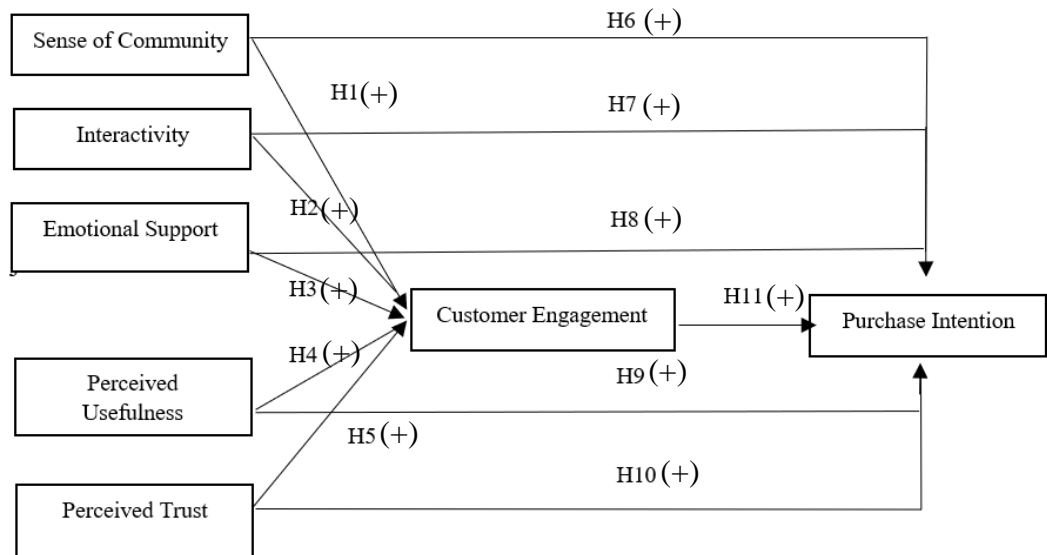 H6 (+)
Sense of Community
H1 (+)
H7 (+)
Interactivity
H2 (+)
H8 (+)
Emotional Support
H3 (+)
H11 (+)
Customer Engagement
Purchase Intention
H4 (+)
H9 (+)
Perceived
Usefulness
H5 (+)
H10 (+)
Perceived Trust